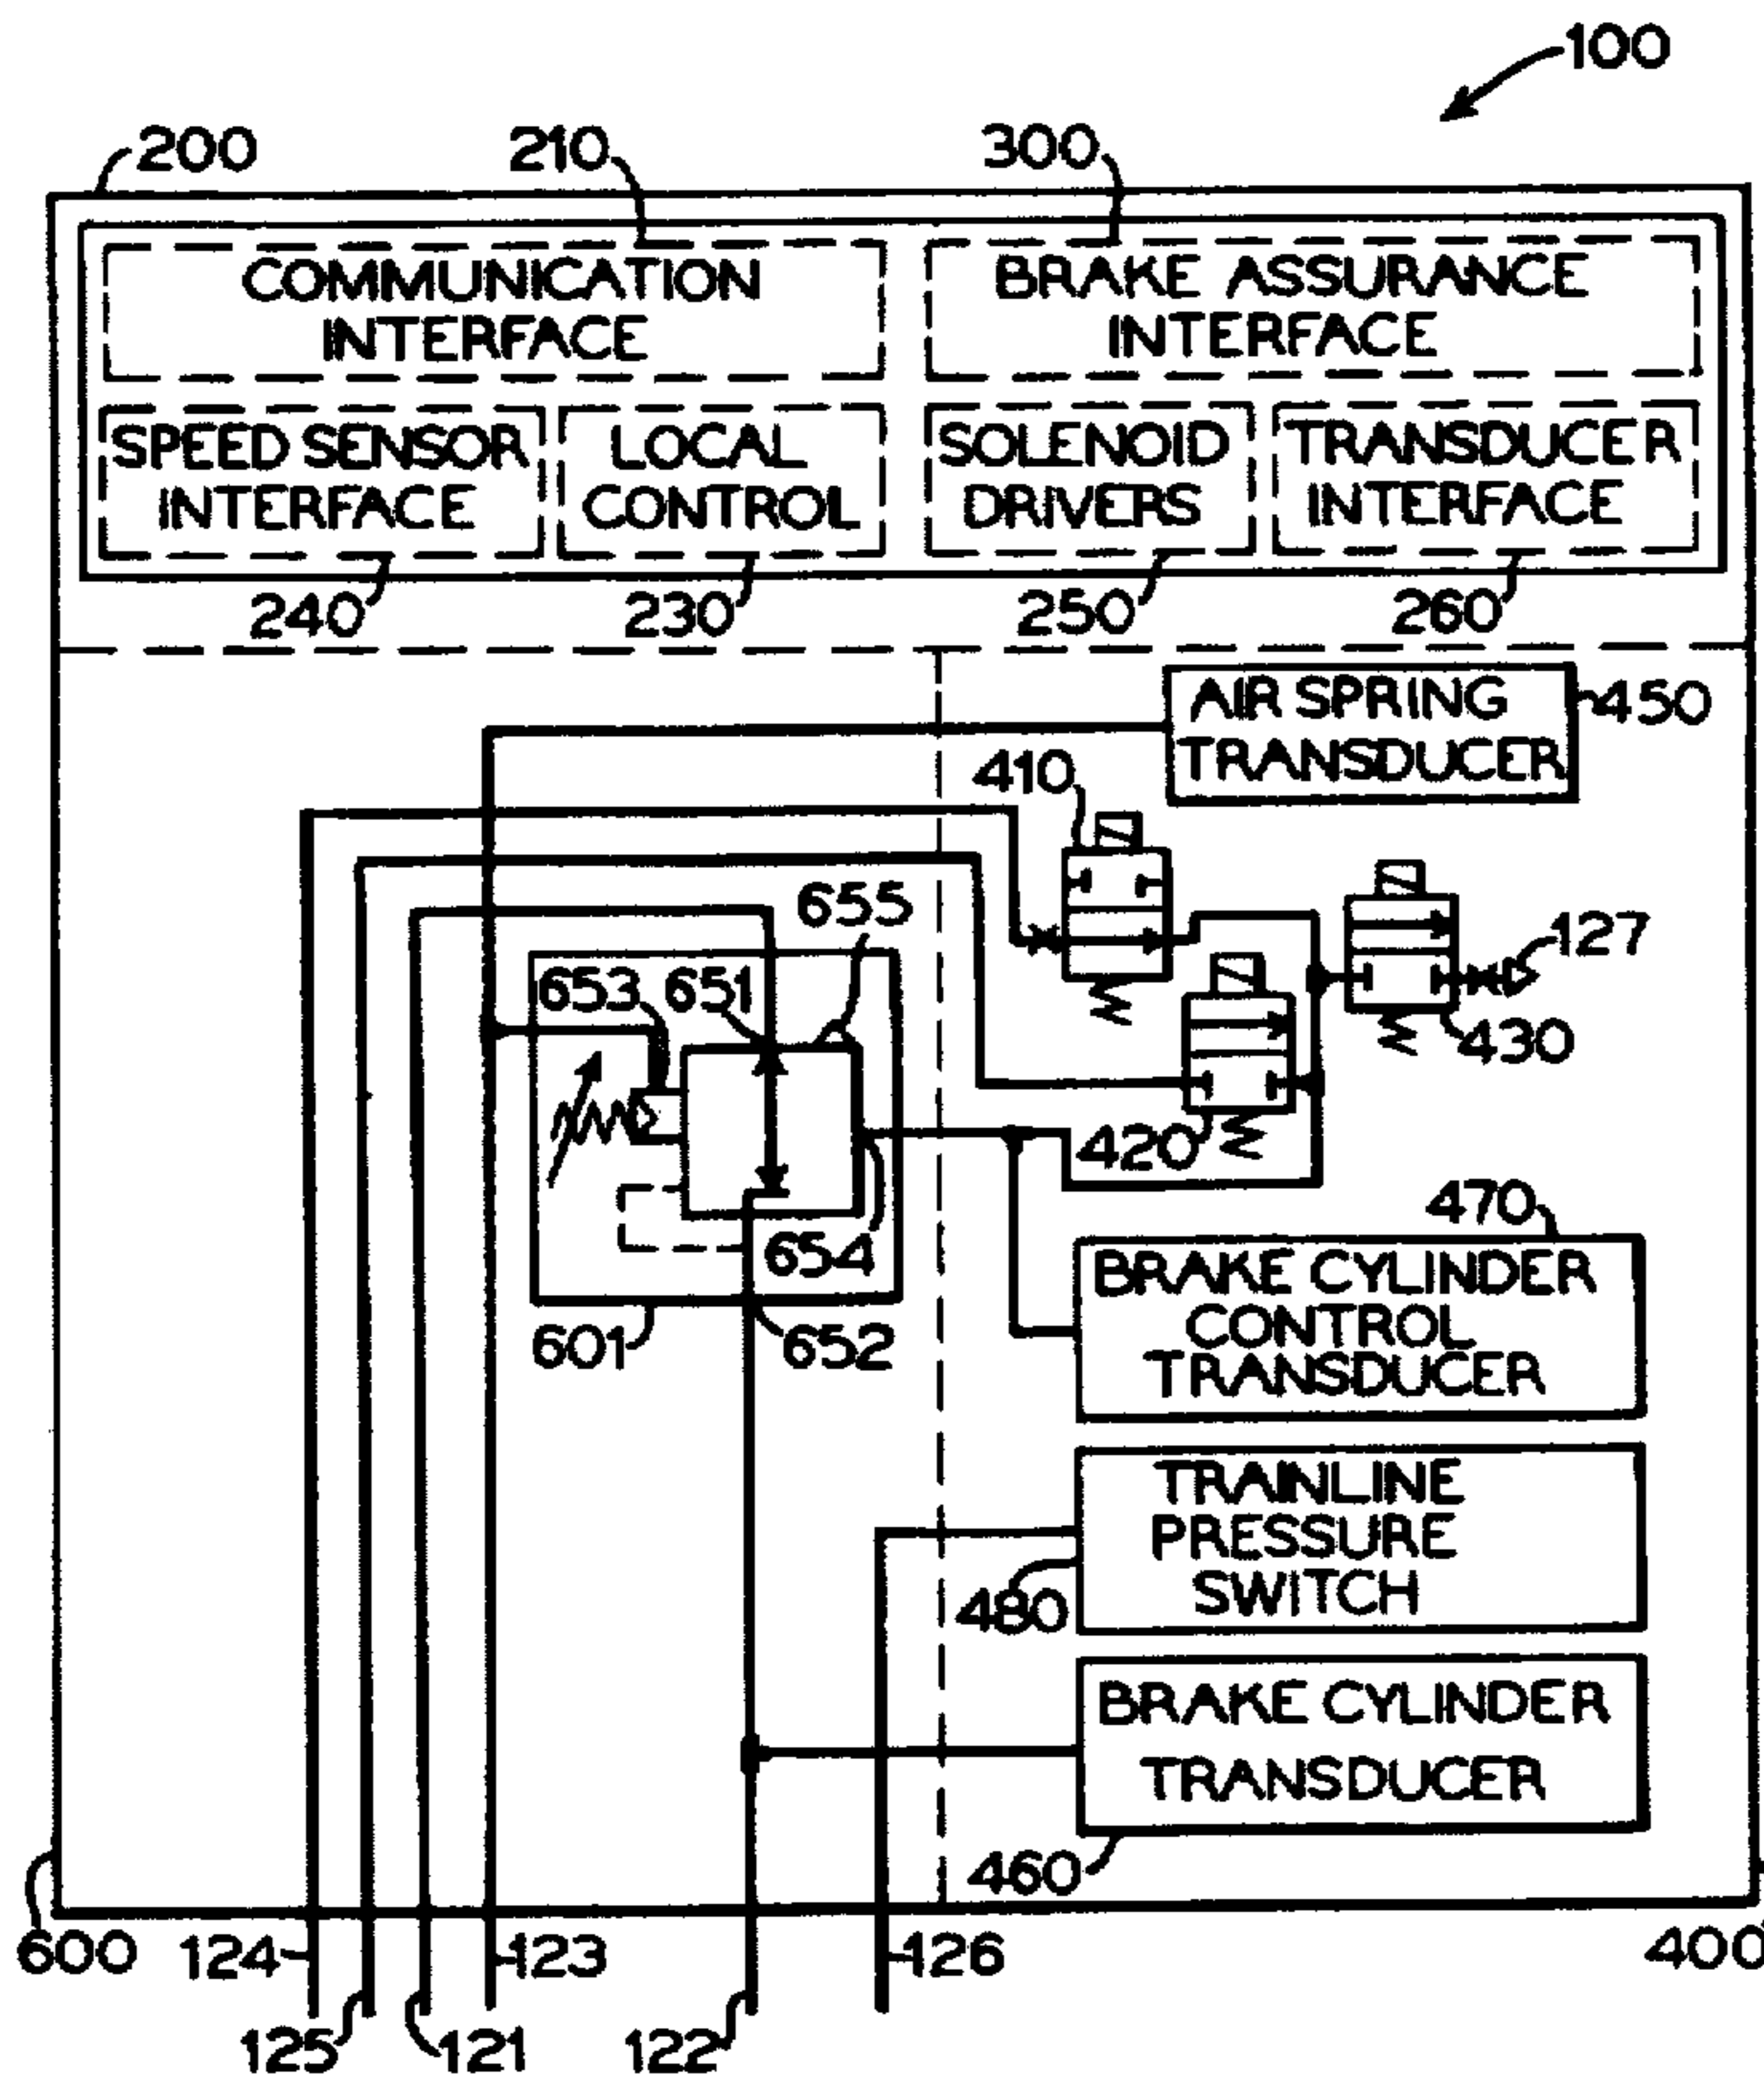 100
200
210
300
COMMUNICATION
INTERFACE
BRAKE ASSURANCE
INTERFACE
SPEED SENSOR
INTERFACE
LOCAL
CONTROL
SOLENOID
DRIVERS
TRANSDUCER
INTERFACE
240
230
250
260
AIR SPRING
TRANSDUCER
450
410
655
127
653
651
430
420
654
470
BRAKE CYLINDER
CONTROL
TRANSDUCER
601
652
TRAINLINE
PRESSURE
SWITCH
480
BRAKE CYLINDER
TRANSDUCER
460
600
124
123
126
400
125
121
122